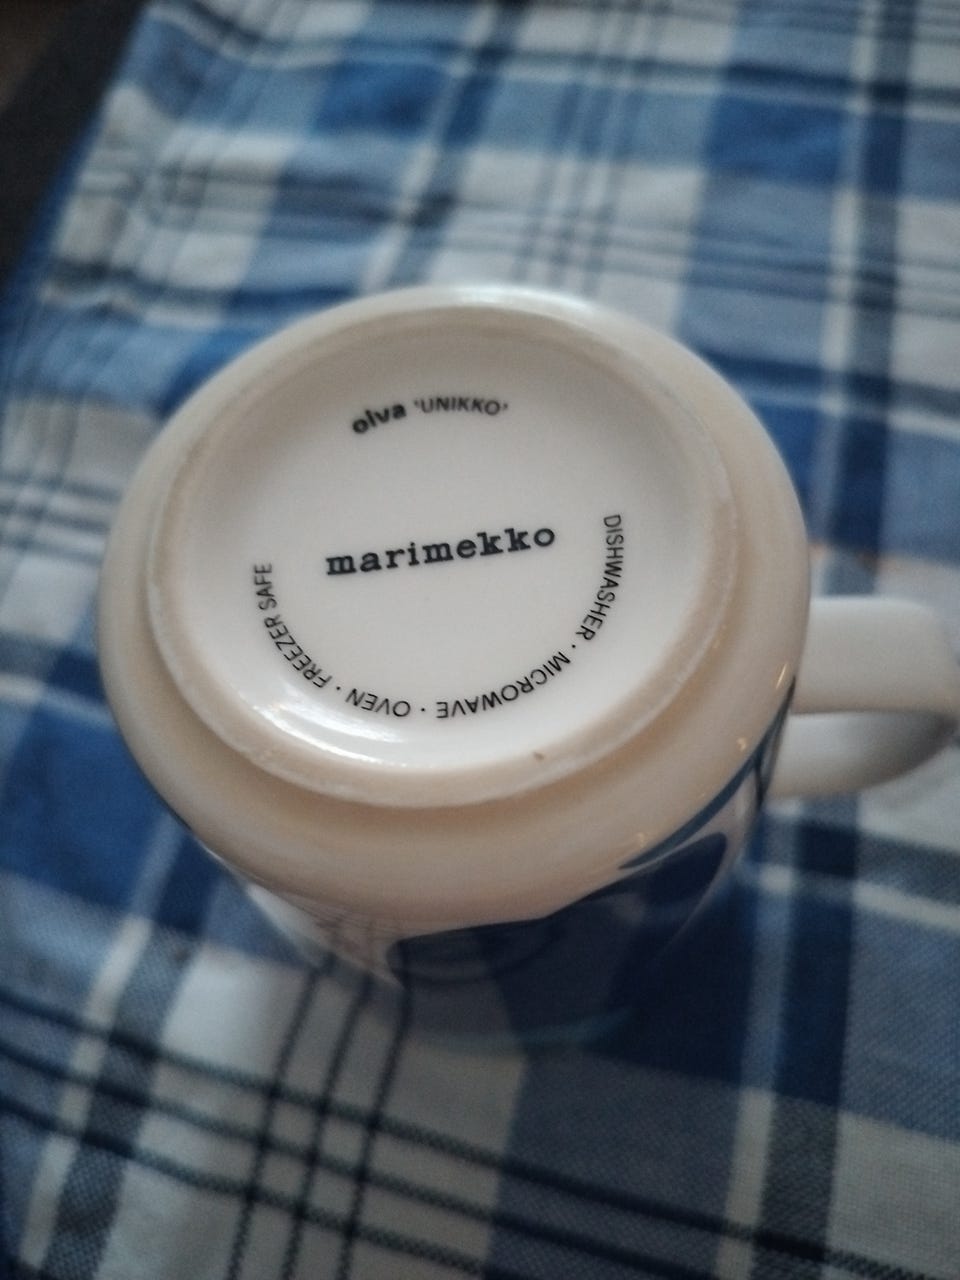 oiva 'UNIKKO'
marimekko
DISHWASHER · MICROWAVE · OVEN · FREEZER SAFE